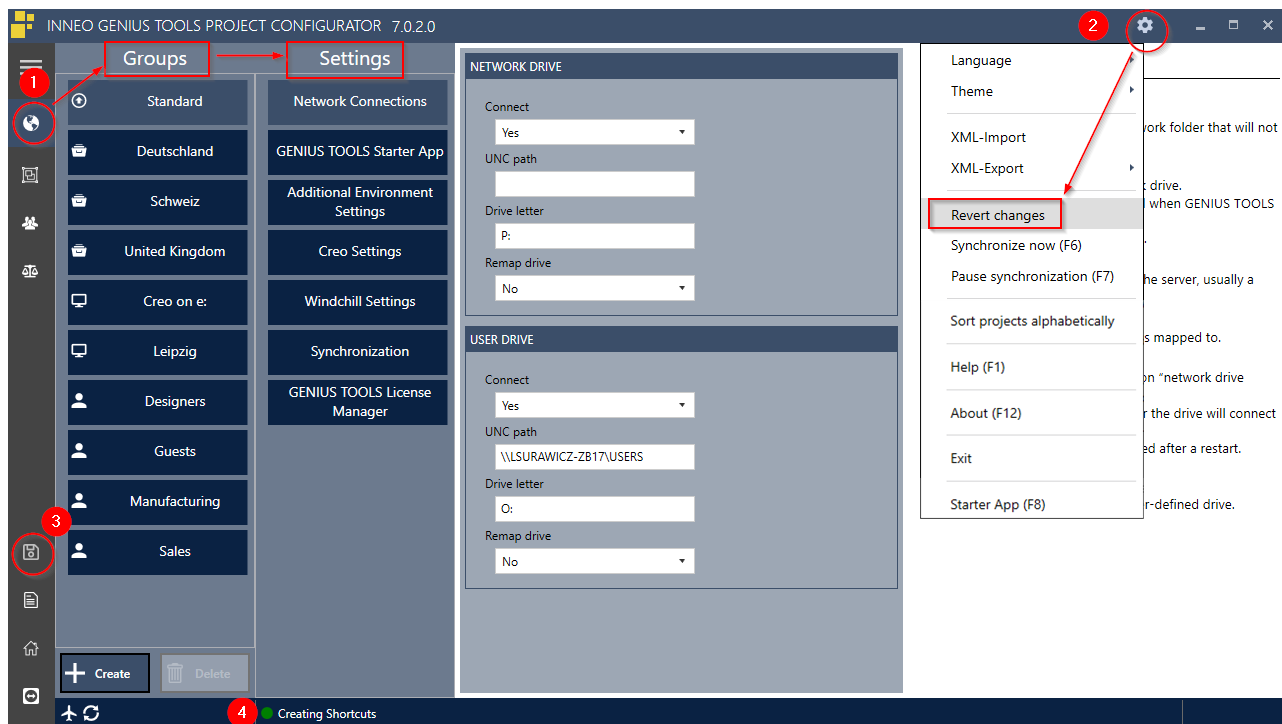 INNEO GENIUS TOOLS PROJECT CONFIGURATOR 7.0.2.0
2
1
Groups
Settings
Standard
Deutschland
Schweiz
United Kingdom
Creo on e:
Leipzig
Designers
Guests
Manufacturing
Sales
3
Create
Delete
Network Connections
GENIUS TOOLS Starter App
Additional Environment
Settings
Creo Settings
Windchill Settings
Synchronization
GENIUS TOOLS License
Manager
NETWORK DRIVE
Connect
Yes
UNC path
Drive letter
P:
Remap drive
No
USER DRIVE
Connect
Yes
UNC path
\\LSURAWICZ-ZB17\USERS
Drive letter
O:
Remap drive
No
Language
Theme
XML-Import
XML-Export
Revert changes
Synchronize now (F6)
Pause synchronization (F7)
Sort projects alphabetically
Help (F1)
About (F12)
Exit
Starter App (F8)
folder that will not
drive.
when GENIUS TOOLS
he server, usually a
s mapped to.
on "network drive
r the drive will connect
ed after a restart.
r-defined drive.
4
Creating Shortcuts